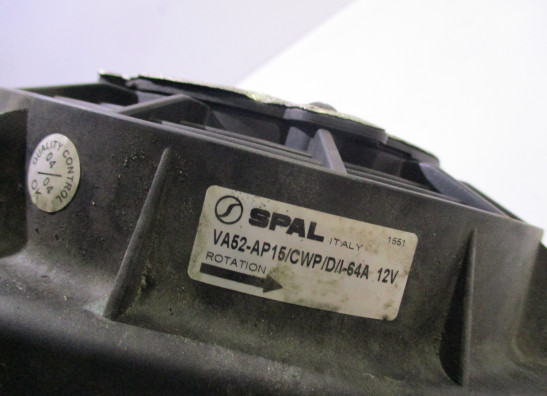 QUALITY CONTROL OK
04
04
SPAL ITALY 1551
VA52-AP15/CWP/D/I-64A 12V
ROTATION